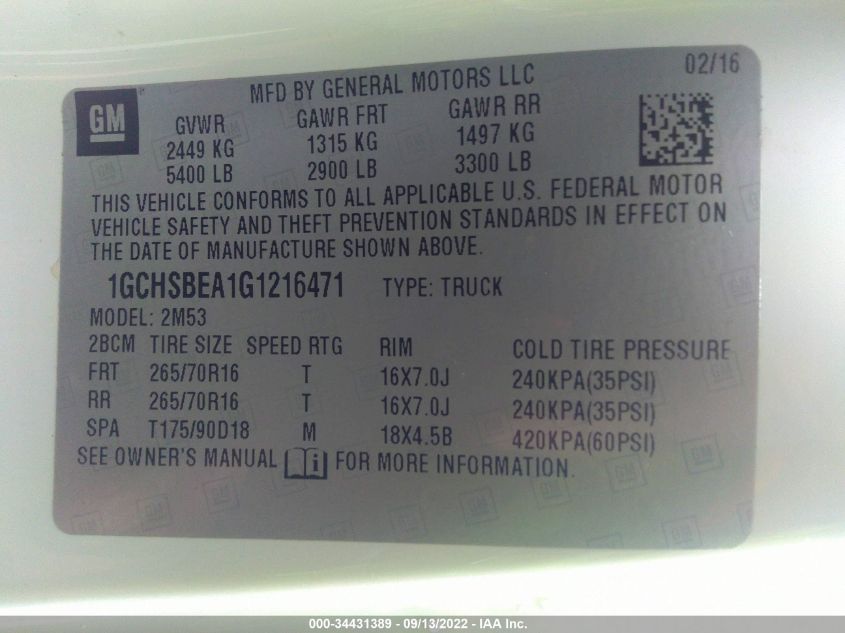 02/16
GM MFD BY GENERAL MOTORS LLC
GVWR GAWR FRT GAWR RR
2449 KG 1315 KG 1497 KG
5400 LB 2900 LB 3300 LB
THIS VEHICLE CONFORMS TO ALL APPLICABLE U.S. FEDERAL MOTOR
VEHICLE SAFETY AND THEFT PREVENTION STANDARDS IN EFFECT ON
THE DATE OF MANUFACTURE SHOWN ABOVE.
1GCHSBEA1G1216471 TYPE: TRUCK
MODEL: 2M53
2BCM TIRE SIZE SPEED RTG RIM COLD TIRE PRESSURE
FRT 265/70R16 T 16X7.0J 240KPA(35PSI)
RR 265/70R16 T 16X7.0J 240KPA(35PSI)
SPA T175/90D18 M 18X4.5B 420KPA(60PSI)
SEE OWNER'S MANUAL i FOR MORE INFORMATION.
000-34431389 - 09/13/2022 - IAA Inc.